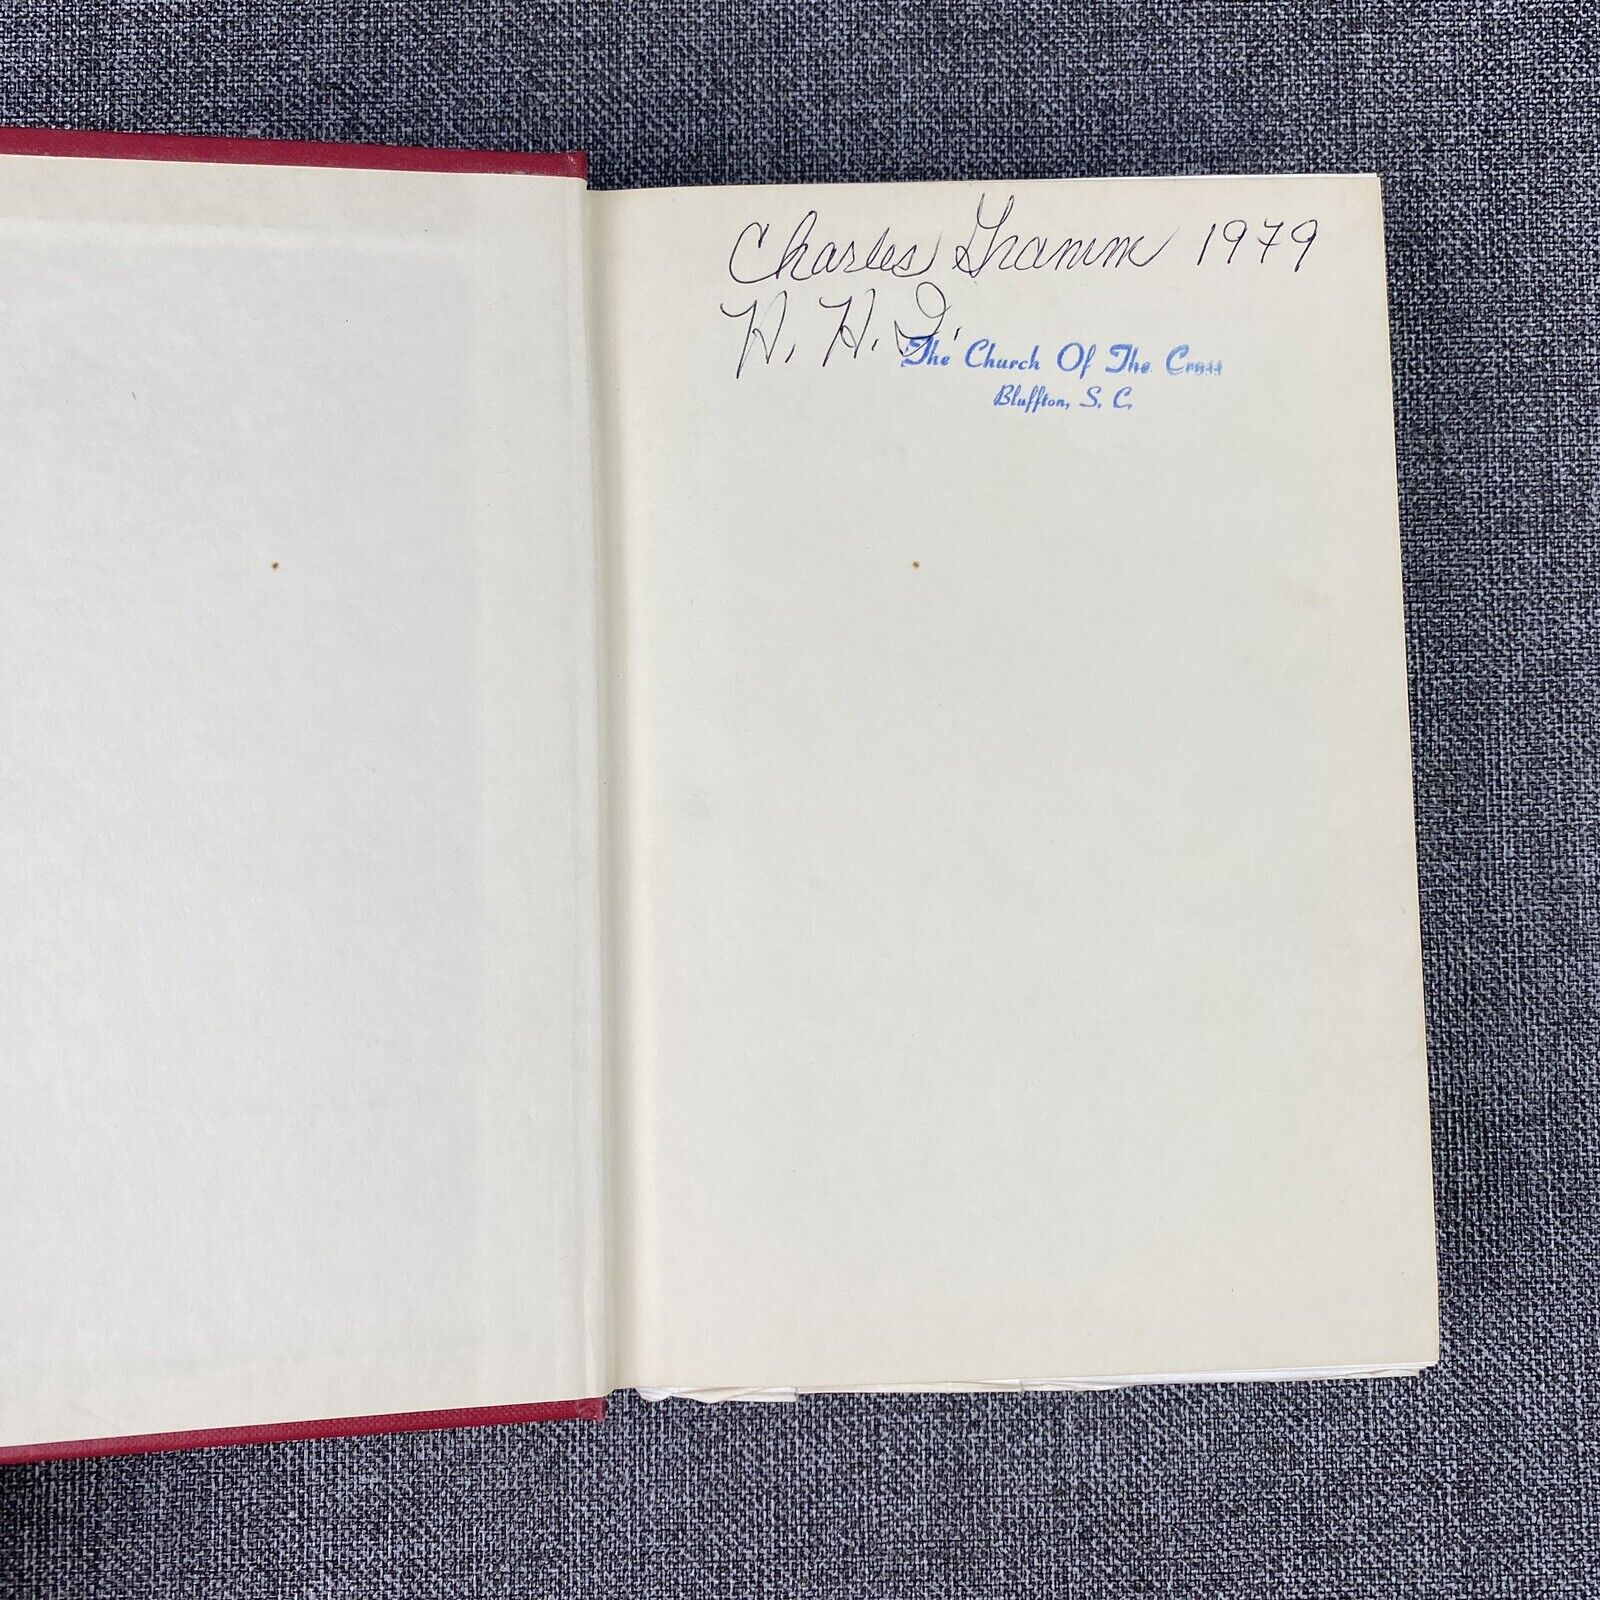 Charles Gramm 1979
H. H. I.
The Church Of The Cross
Bluffton, S. C.